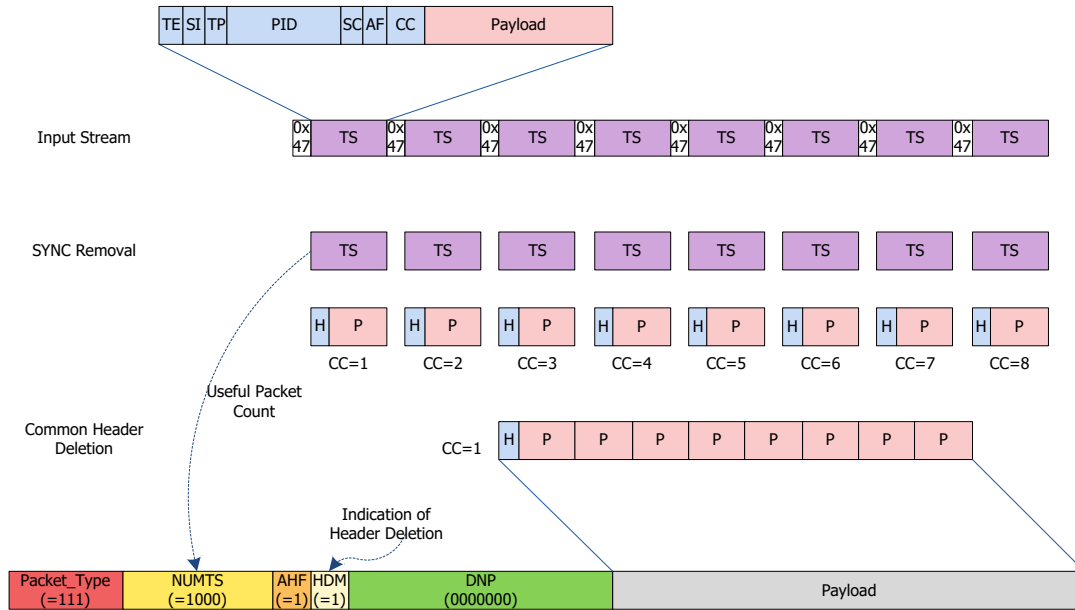 TE SI TP PID SC AF CC Payload
Input Stream
0x
47
TS
0x
47
TS
0x
47
TS
0x
47
TS
0x
47
TS
0x
47
TS
0x
47
TS
0x
47
TS
SYNC Removal
TS TS TS TS TS TS TS TS
H P H P H P H P H P H P H P H P
CC=1 CC=2 CC=3 CC=4 CC=5 CC=6 CC=7 CC=8
Useful Packet
Count
Common Header
Deletion
CC=1
H P P P P P P P P
Indication of
Header Deletion
Packet_Type
(=111)
NUMTS
(=1000)
AHF
(=1)
HDM
(=1)
DNP
(0000000)
Payload